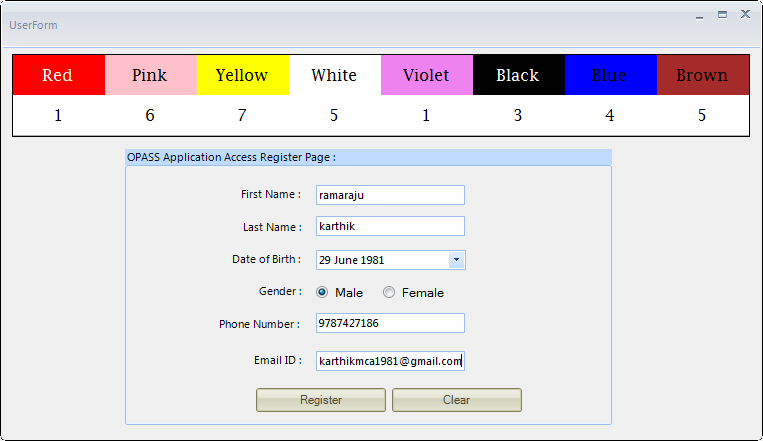 UserForm
Red Pink Yellow White Violet Black Blue Brown
1 6 7 5 1 3 4 5
OPASS Application Access Register Page :
First Name : ramaraju
Last Name : karthik
Date of Birth : 29 June 1981
Gender : Male Female
Phone Number : 9787427186
Email ID : karthikmca1981@gmail.com
Register Clear